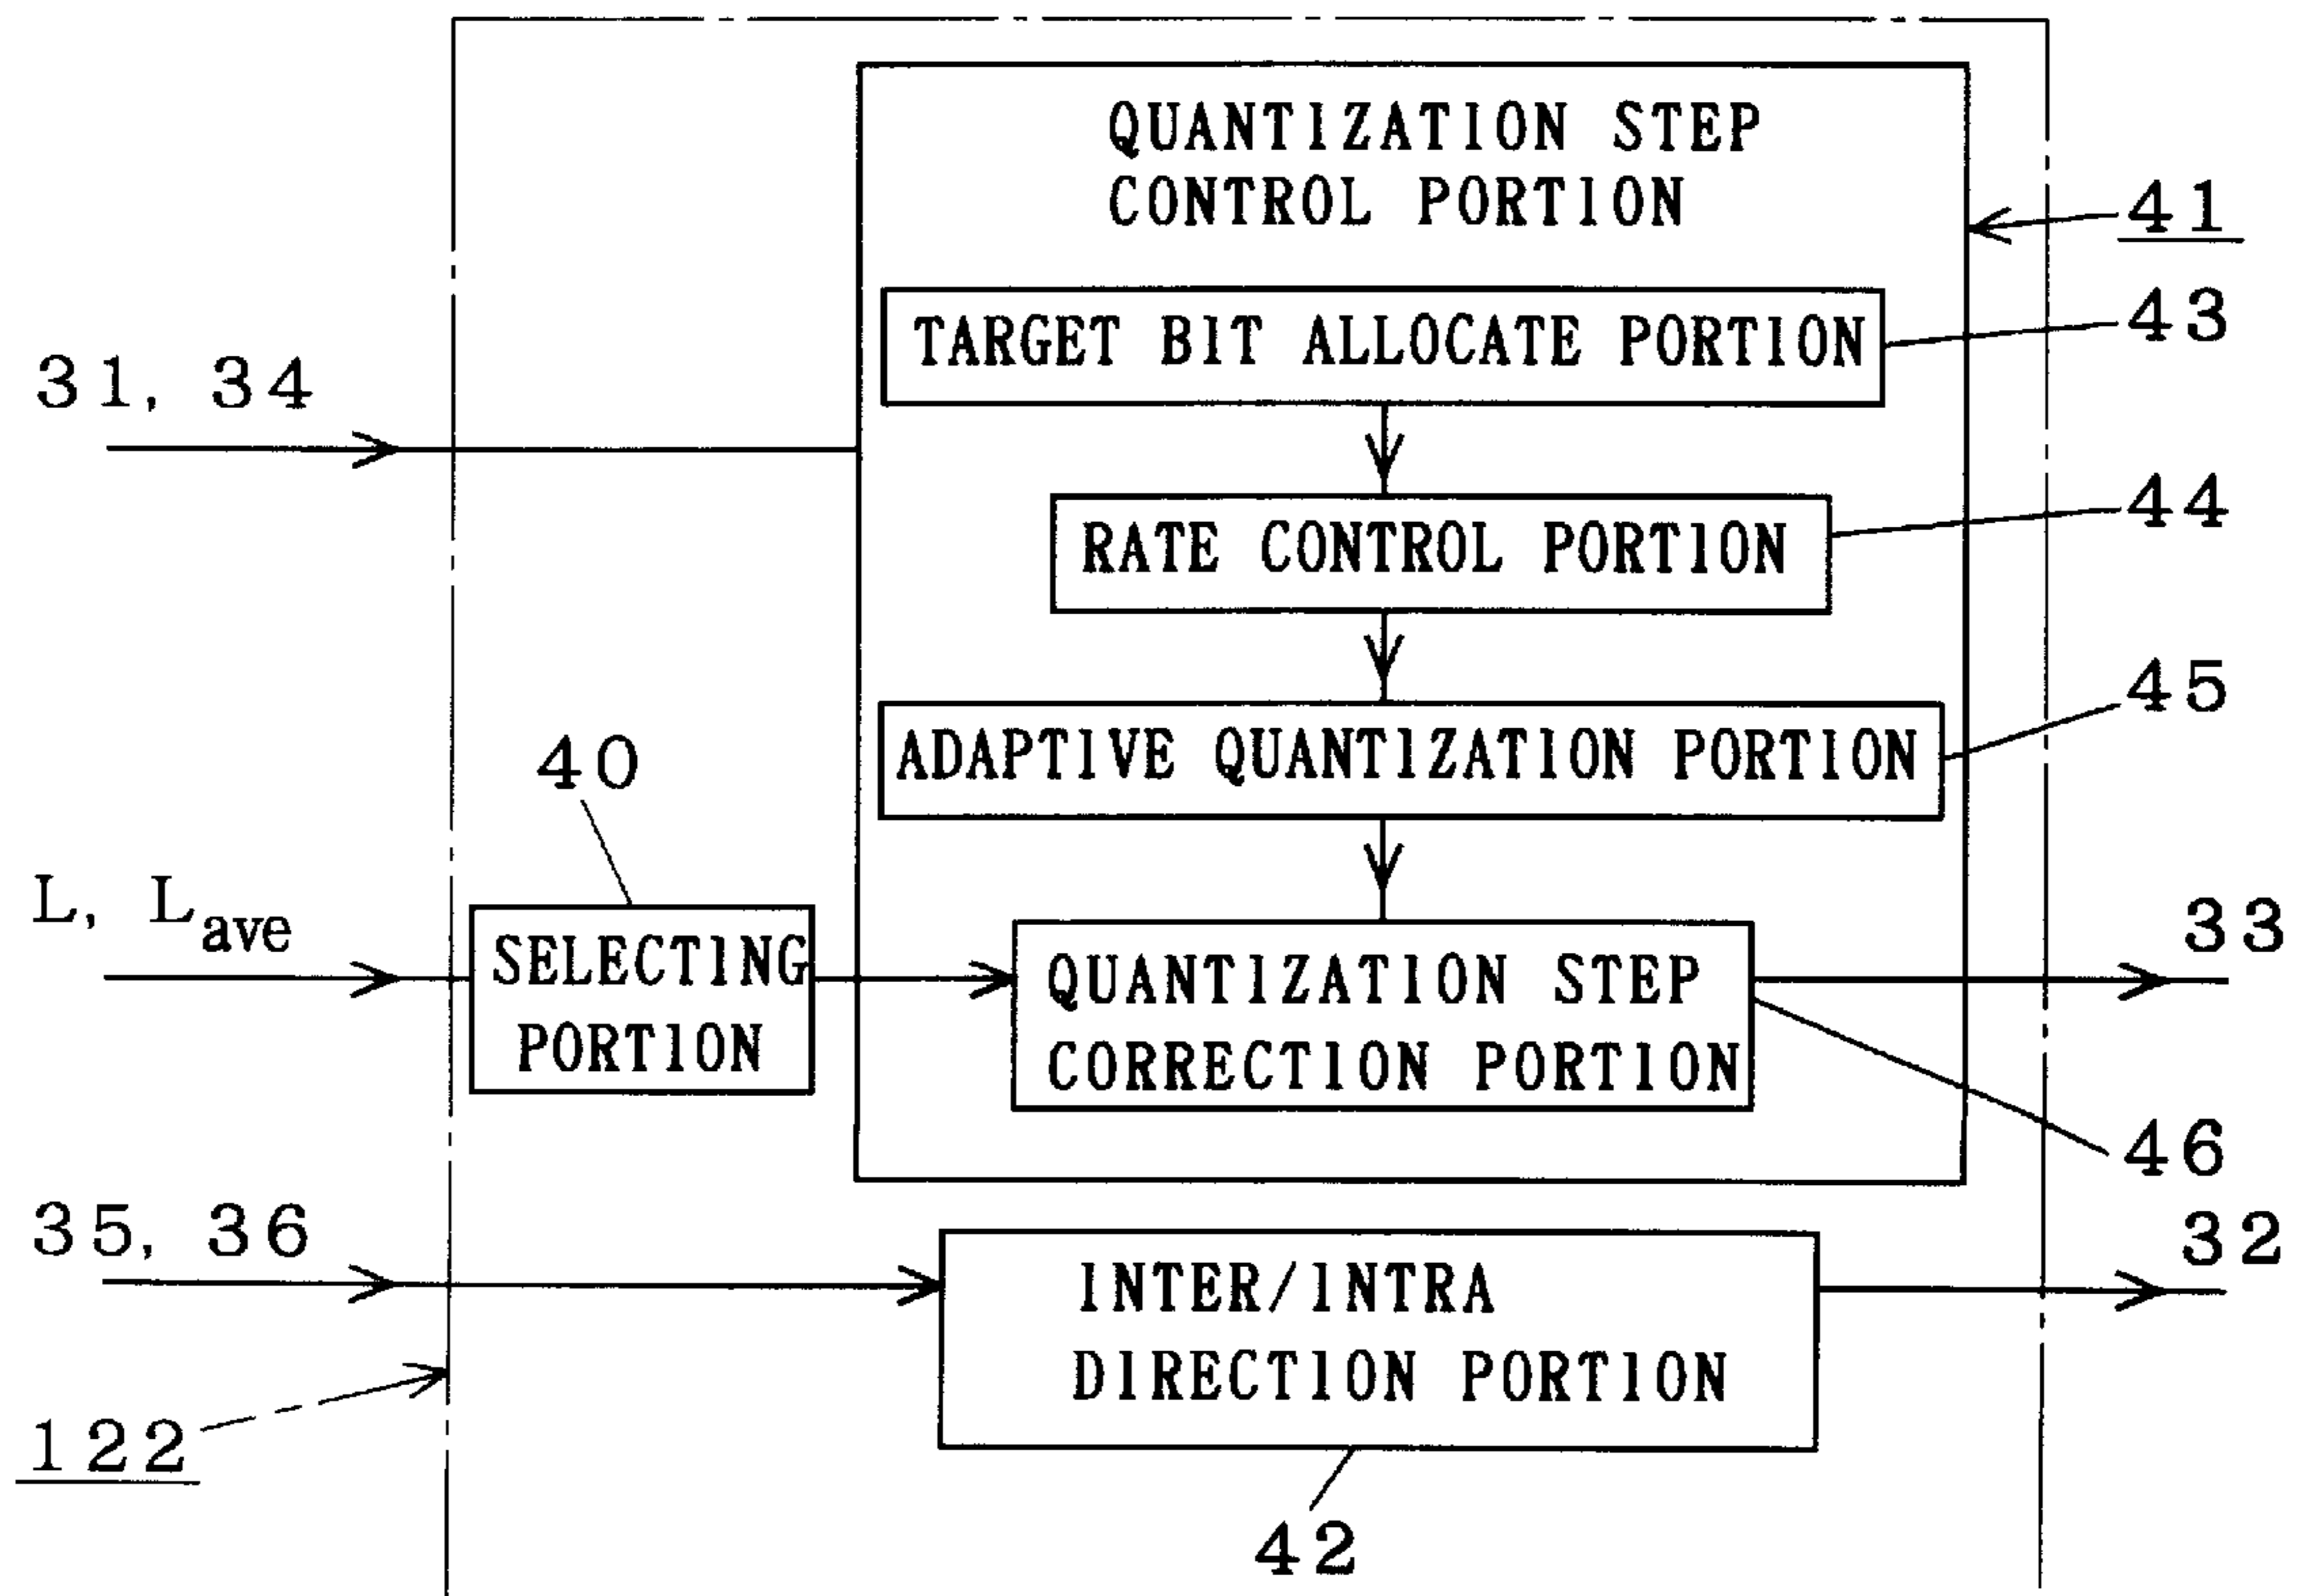 QUANTIZATION STEP
CONTROL PORTION
41
TARGET BIT ALLOCATE PORTION
43
31, 34
RATE CONTROL PORTION
44
ADAPTIVE QUANTIZATION PORTION
45
40
L, Lave
SELECTING
PORTION
QUANTIZATION STEP
CORRECTION PORTION
33
46
35, 36
INTER/INTRA
DIRECTION PORTION
32
122
42